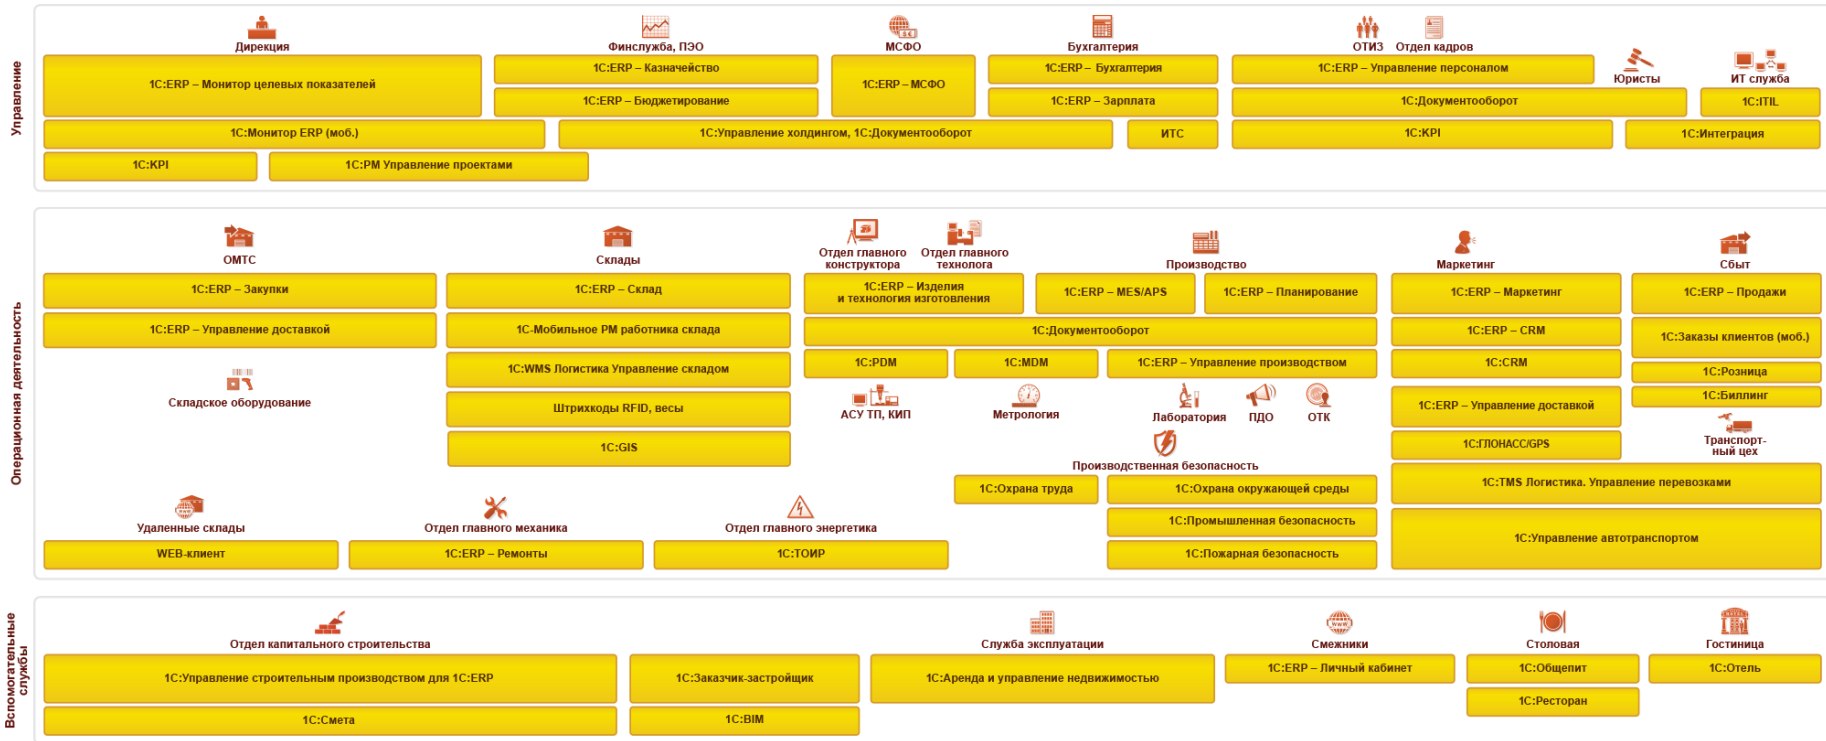 Управление
Дирекция
Финслужба, ПЭО
МСФО
Бухгалтерия
ОТИЗ
Отдел кадров
Юристы
ИТ служба
1С:ERP – Монитор целевых показателей
1С:ERP – Казначейство
1С:ERP – Бюджетирование
1С:ERP – МСФО
1С:ERP – Бухгалтерия
1С:ERP – Зарплата
1С:ERP – Управление персоналом
1С:Документооборот
1С:ITIL
1С:Монитор ERP (моб.)
1С:Управление холдингом, 1С:Документооборот
ИТС
1С:KPI
1С:Интеграция
1С:KPI
1С:PM Управление проектами
Операционная деятельность
ОМТС
Склады
Отдел главного
конструктора
Отдел главного
технолога
Производство
Маркетинг
Сбыт
1С:ERP – Закупки
1С:ERP – Склад
1С:ERP – Изделия
и технология изготовления
1С:ERP – MES/APS
1С:ERP – Планирование
1С:ERP – Маркетинг
1С:ERP – Продажи
1С:ERP – Управление доставкой
1С-Мобильное РМ работника склада
1С:Документооборот
1С:ERP – CRM
1С:Заказы клиентов (моб.)
1С:WMS Логистика Управление складом
1С:PDM
1С:MDM
1С:ERP – Управление производством
1С:CRM
1С:Розница
Складское оборудование
Штрихкоды RFID, весы
АСУ ТП, КИП
Метрология
Лаборатория
ПДО
ОТК
1С:ERP – Управление доставкой
1С:Биллинг
1С:GIS
1С:ГЛОНАСС/GPS
Транспорт-
ный цех
Производственная безопасность
1С:Охрана труда
1С:Охрана окружающей среды
1С:TMS Логистика. Управление перевозками
Удаленные склады
Отдел главного механика
Отдел главного энергетика
1С:Промышленная безопасность
1С:Управление автотранспортом
WEB-клиент
1С:ERP – Ремонты
1С:ТОИР
1С:Пожарная безопасность
Вспомогательные
службы
Отдел капитального строительства
Служба эксплуатации
Смежники
Столовая
Гостиница
1С:Управление строительным производством для 1С:ERP
1С:Заказчик-застройщик
1С:Аренда и управление недвижимостью
1С:ERP – Личный кабинет
1С:Общепит
1С:Отель
1С:Смета
1С:BIM
1С:Ресторан